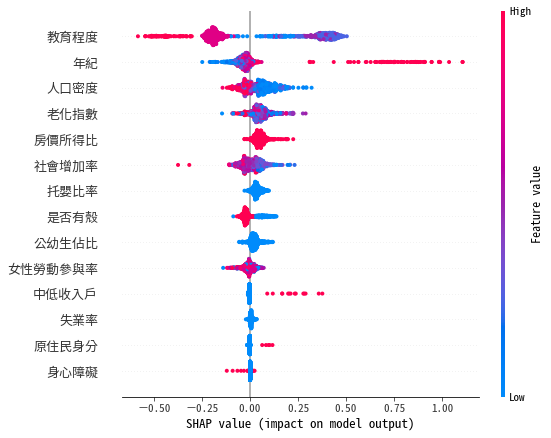 High
教育程度
年紀
人口密度
老化指數
房價所得比
社會增加率
托嬰比率
是否有殼
公幼生佔比
女性勞動參與率
中低收入戶
失業率
原住民身分
身心障礙
Feature value
Low
−0.50 −0.25 0.00 0.25 0.50 0.75 1.00
SHAP value (impact on model output)